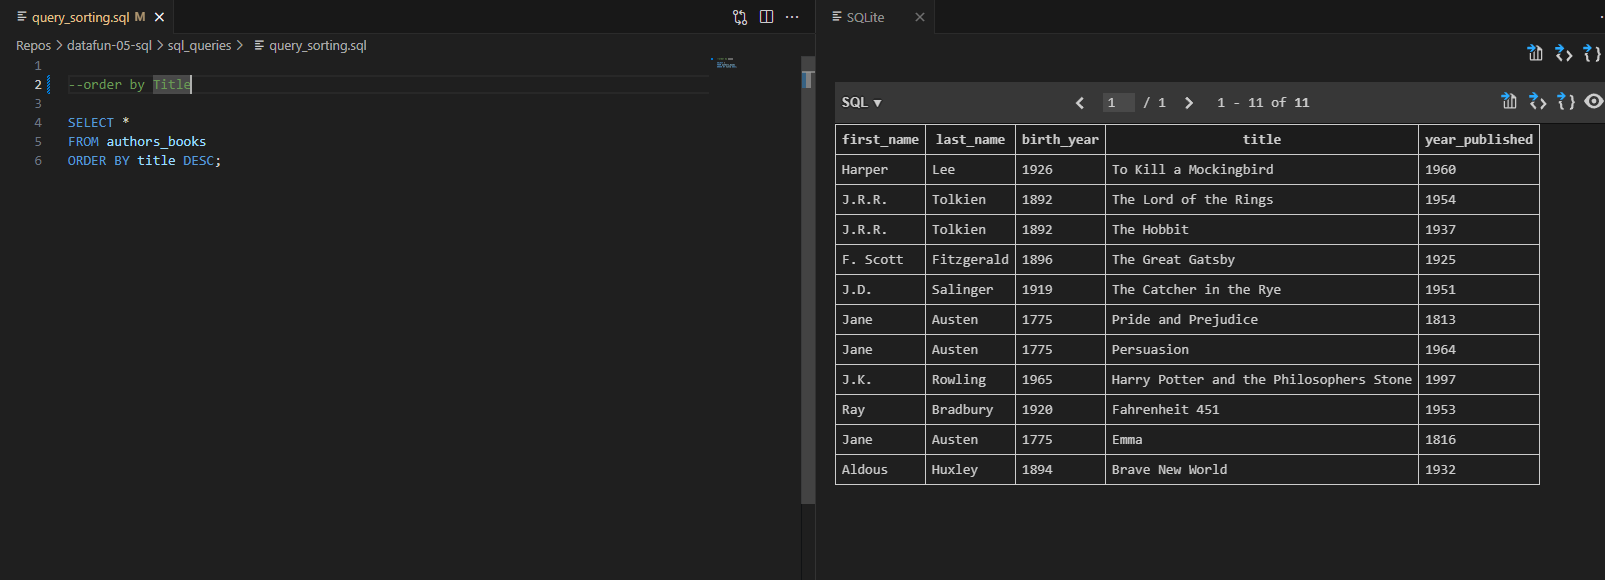 query_sorting.sql M
Repos > datafun-05-sql > sql_queries > query_sorting.sql
1
2 --order by Title
3
4 SELECT *
5 FROM authors_books
6 ORDER BY title DESC;
SQLite
SQL ▾ 1 / 1 1 - 11 of 11
first_name last_name birth_year title year_published
Harper Lee 1926 To Kill a Mockingbird 1960
J.R.R. Tolkien 1892 The Lord of the Rings 1954
J.R.R. Tolkien 1892 The Hobbit 1937
F. Scott Fitzgerald 1896 The Great Gatsby 1925
J.D. Salinger 1919 The Catcher in the Rye 1951
Jane Austen 1775 Pride and Prejudice 1813
Jane Austen 1775 Persuasion 1964
J.K. Rowling 1965 Harry Potter and the Philosophers Stone 1997
Ray Bradbury 1920 Fahrenheit 451 1953
Jane Austen 1775 Emma 1816
Aldous Huxley 1894 Brave New World 1932